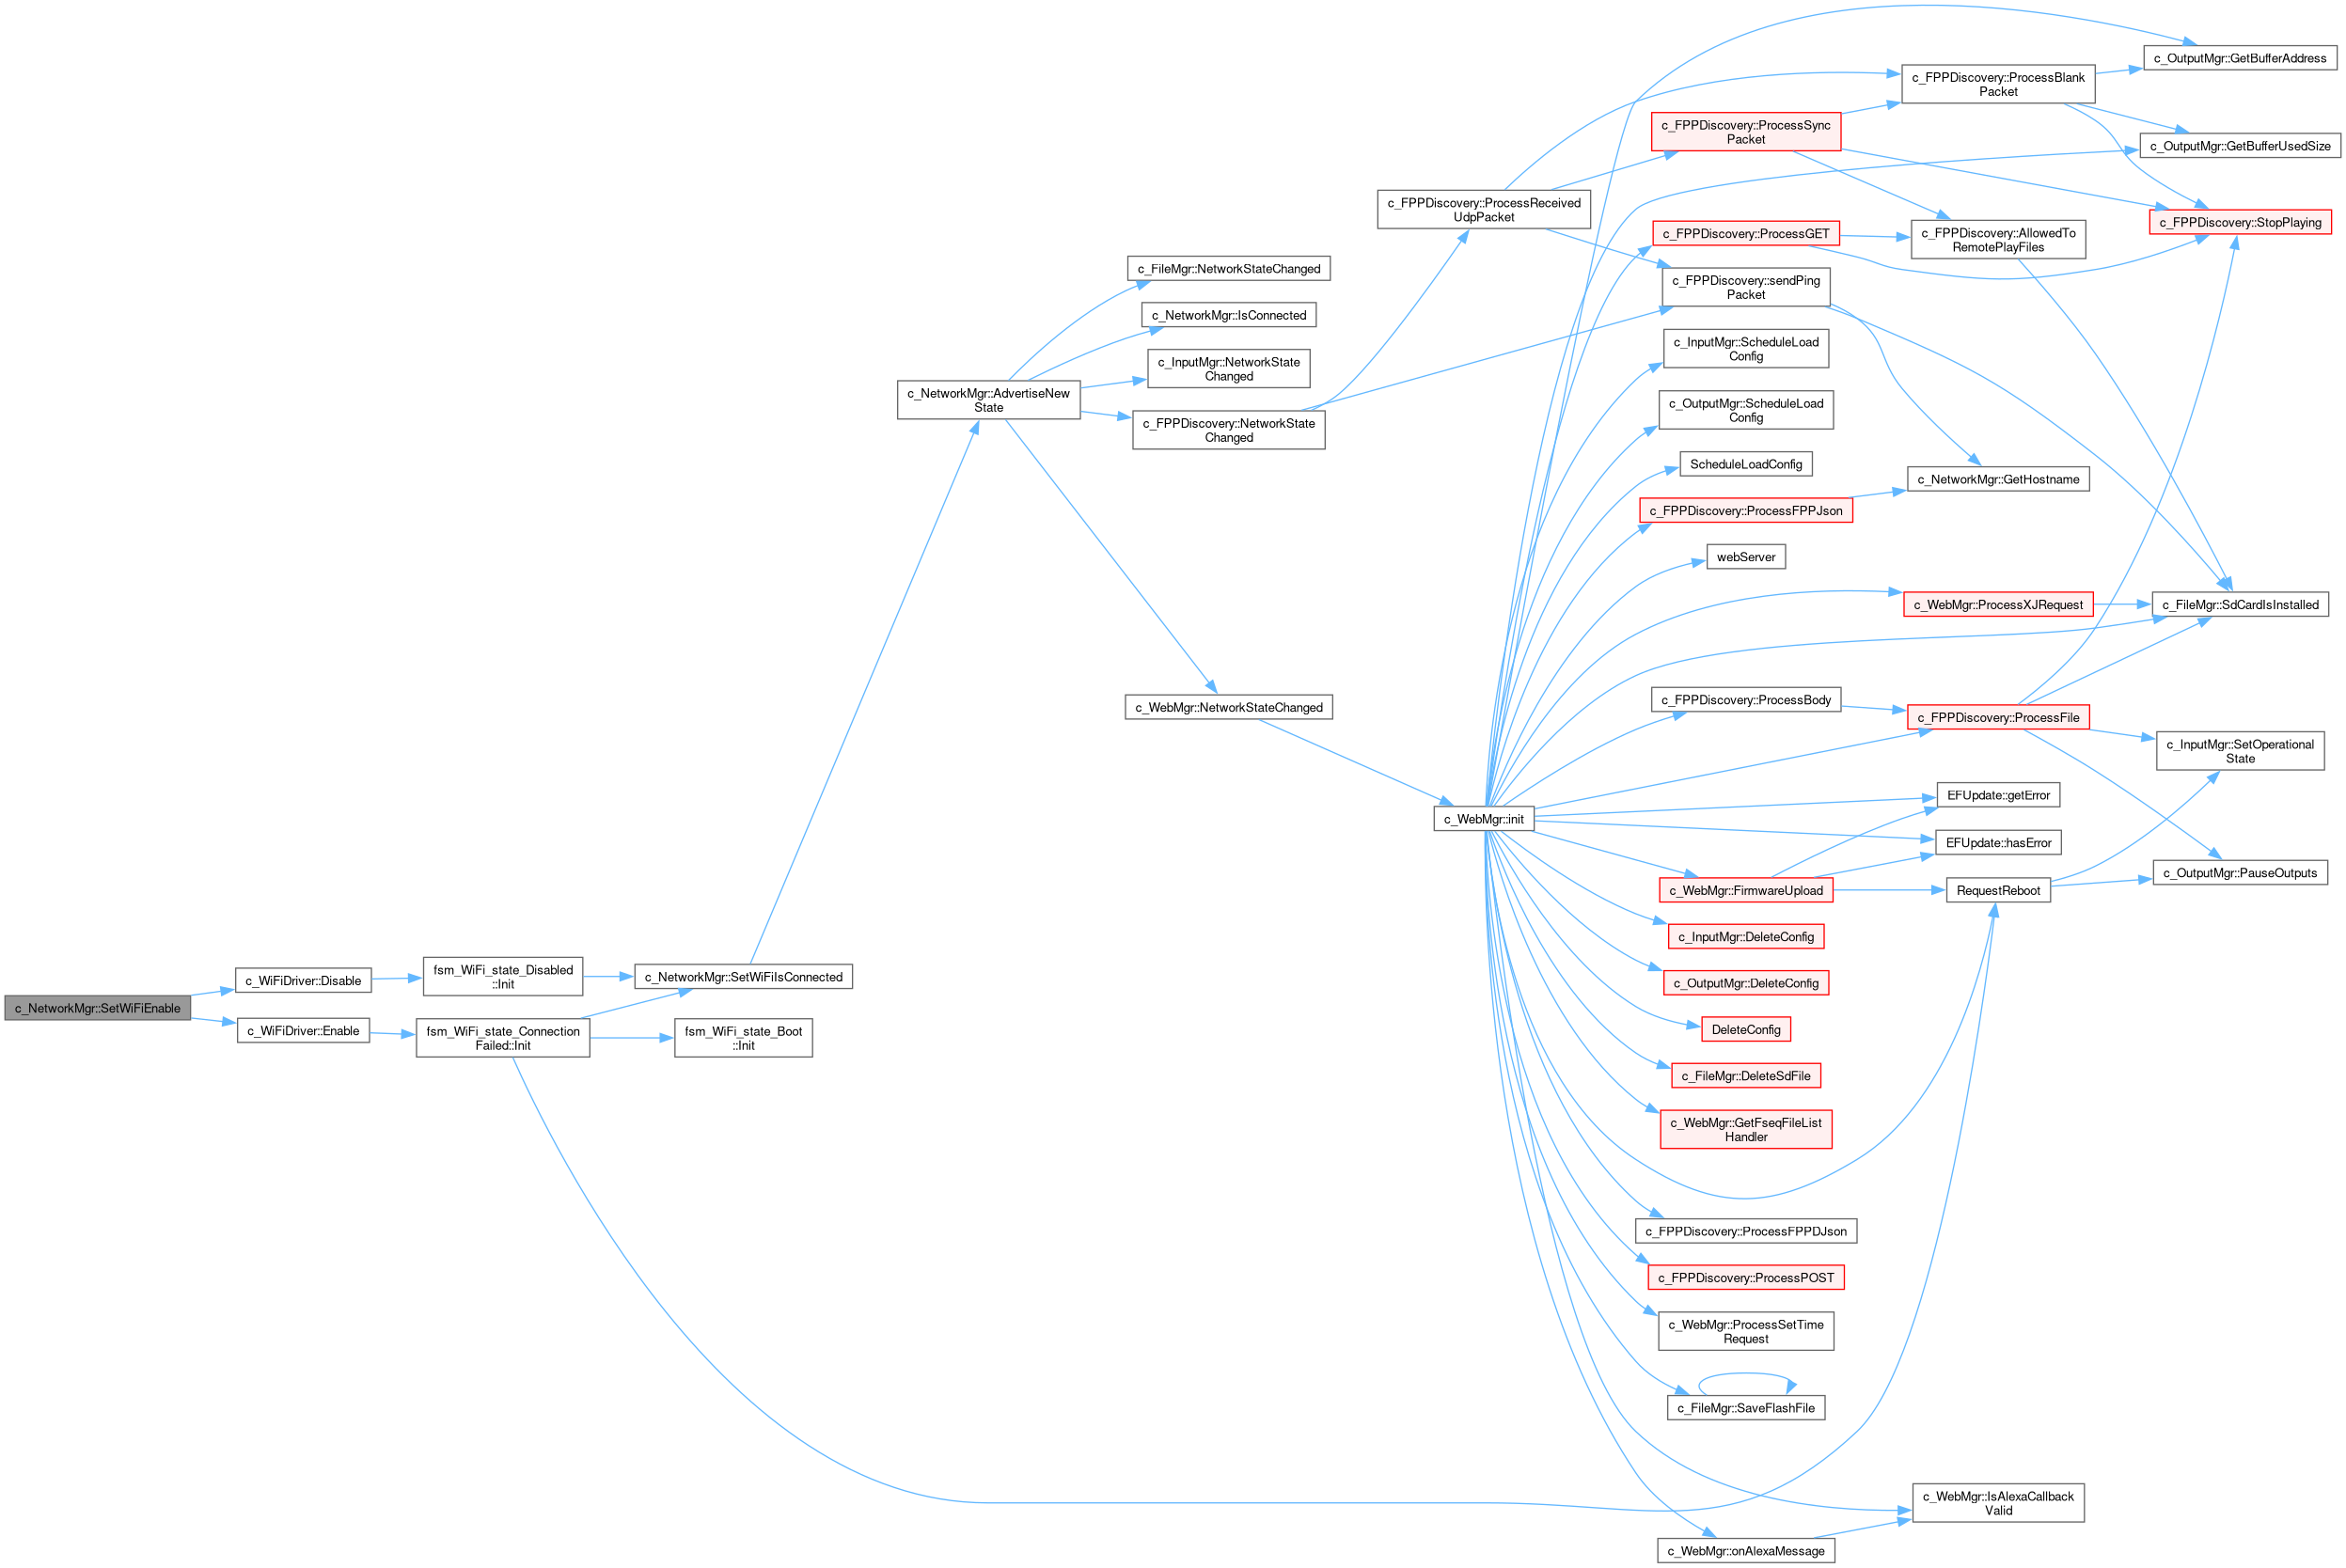 c_NetworkMgr::SetWiFiEnable
c_WiFiDriver::Disable
c_WiFiDriver::Enable
fsm_WiFi_state_Disabled
::Init
fsm_WiFi_state_Connection
Failed::Init
c_NetworkMgr::SetWiFiIsConnected
fsm_WiFi_state_Boot
::Init
c_NetworkMgr::AdvertiseNew
State
c_FileMgr::NetworkStateChanged
c_NetworkMgr::IsConnected
c_InputMgr::NetworkState
Changed
c_FPPDiscovery::NetworkState
Changed
c_WebMgr::NetworkStateChanged
c_FPPDiscovery::ProcessReceived
UdpPacket
c_WebMgr::init
c_FPPDiscovery::ProcessSync
Packet
c_FPPDiscovery::ProcessGET
c_FPPDiscovery::sendPing
Packet
c_InputMgr::ScheduleLoad
Config
c_OutputMgr::ScheduleLoad
Config
ScheduleLoadConfig
c_FPPDiscovery::ProcessFPPJson
webServer
c_FPPDiscovery::ProcessBody
c_WebMgr::FirmwareUpload
c_InputMgr::DeleteConfig
c_OutputMgr::DeleteConfig
DeleteConfig
c_FileMgr::DeleteSdFile
c_WebMgr::GetFseqFileList
Handler
c_FPPDiscovery::ProcessFPPDJson
c_FPPDiscovery::ProcessPOST
c_WebMgr::ProcessSetTime
Request
c_FileMgr::SaveFlashFile
c_WebMgr::onAlexaMessage
c_FPPDiscovery::ProcessBlank
Packet
c_FPPDiscovery::AllowedTo
RemotePlayFiles
c_NetworkMgr::GetHostname
c_WebMgr::ProcessXJRequest
c_FPPDiscovery::ProcessFile
EFUpdate::getError
EFUpdate::hasError
RequestReboot
c_WebMgr::IsAlexaCallback
Valid
c_OutputMgr::GetBufferAddress
c_OutputMgr::GetBufferUsedSize
c_FPPDiscovery::StopPlaying
c_FileMgr::SdCardIsInstalled
c_InputMgr::SetOperational
State
c_OutputMgr::PauseOutputs